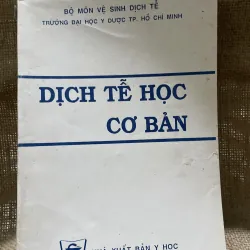 BỘ MÔN VỆ SINH DỊCH TỄ
TRƯỜNG ĐẠI HỌC Y DƯỢC TP. HỒ CHÍ MINH
DỊCH TỄ HỌC
CƠ BẢN
XUẤT BẢN Y HỌC